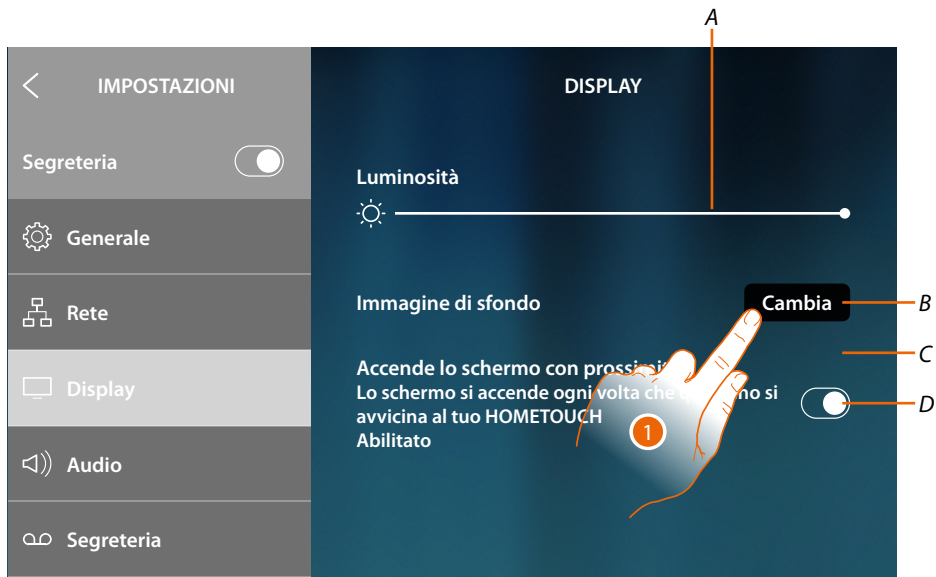 A
IMPOSTAZIONI
DISPLAY
Segreteria
Luminosità
Generale
Immagine di sfondo
Cambia
B
Rete
C
Accende lo schermo con
Display
Lo schermo si accende ogni volta che si
D
avvicina al tuo HOMETOUCH
1
Abilitato
Audio
Segreteria